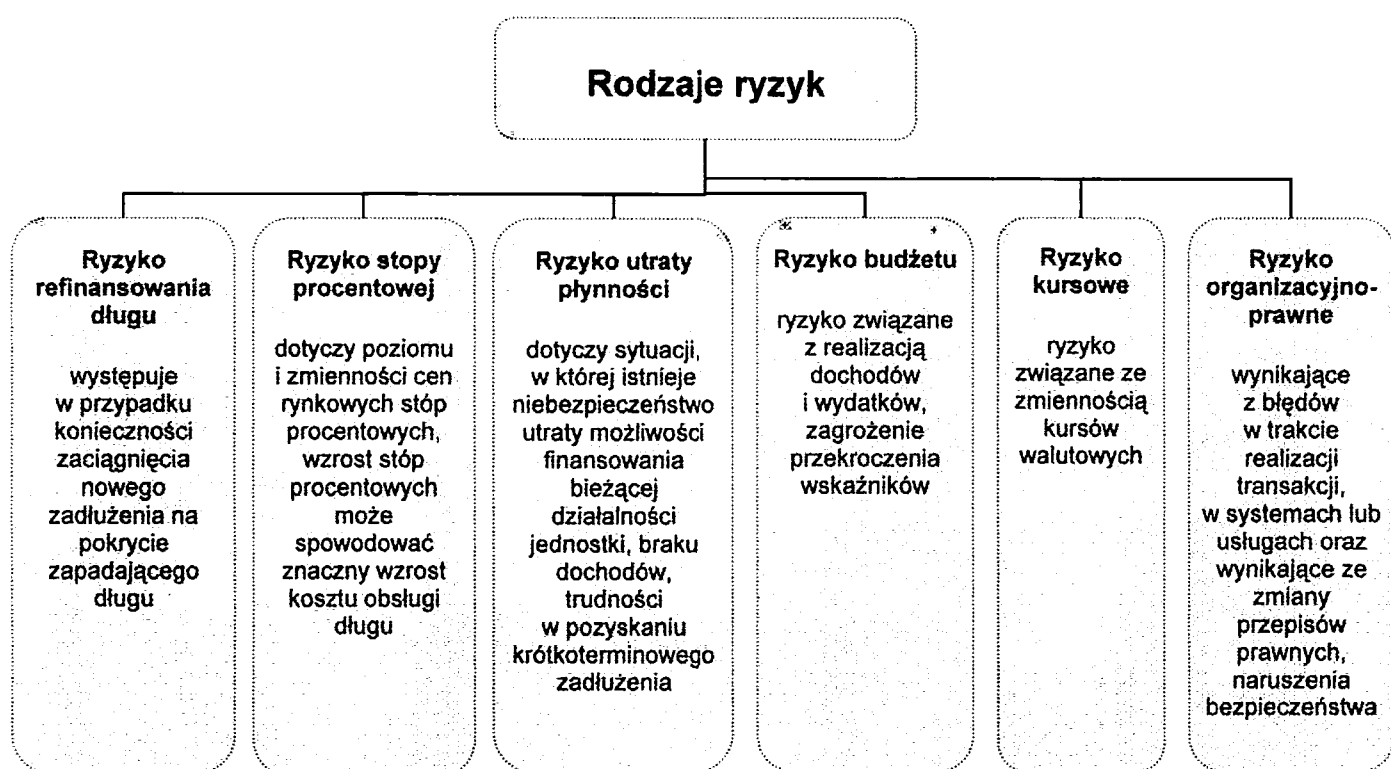 Rodzaje ryzyk
Ryzyko
refinansowania
długu
występuje
w przypadku
konieczności
zaciągnięcia
nowego
zadłużenia na
pokrycie
zapadającego
długu
Ryzyko stopy
procentowej
dotyczy poziomu
i zmienności cen
rynkowych stóp
procentowych,
wzrost stóp
procentowych
może
spowodować
znaczny wzrost
kosztu obsługi
długu
Ryzyko utraty
płynności
dotyczy sytuacji,
w której istnieje
niebezpieczeństwo
utraty możliwości
finansowania
bieżącej
działalności
jednostki, braku
dochodów,
trudności
w pozyskaniu
krótkoterminowego
zadłużenia
Ryzyko budżetu
ryzyko związane
z realizacją
dochodów
i wydatków,
zagrożenie
przekroczenia
wskaźników
Ryzyko
kursowe
ryzyko
związane ze
zmiennością
kursów
walutowych
Ryzyko
organizacyjno-
prawne
wynikające
z błędów
w trakcie
realizacji
transakcji,
w systemach lub
usługach oraz
wynikające ze
zmiany
przepisów
prawnych,
naruszenia
bezpieczeństwa